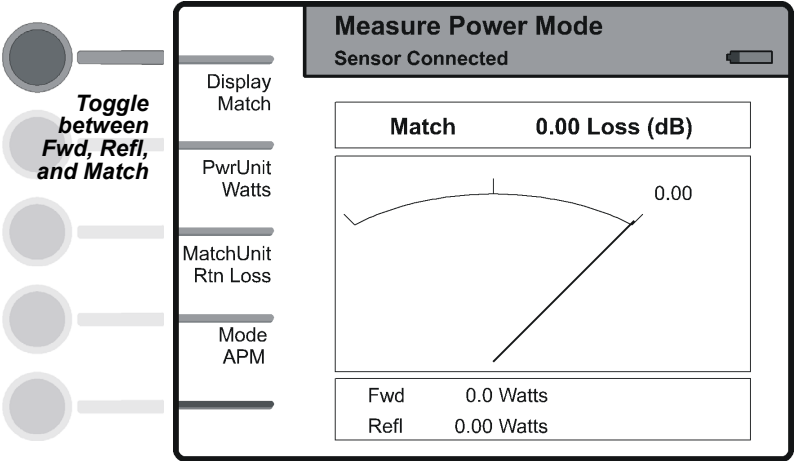 Measure Power Mode
Sensor Connected
Toggle
between
Fwd, Refl,
and Match
Display
Match
PwrUnit
Watts
MatchUnit
Rtn Loss
Mode
APM
Match 0.00 Loss (dB)
0.00
Fwd 0.0 Watts
Refl 0.00 Watts